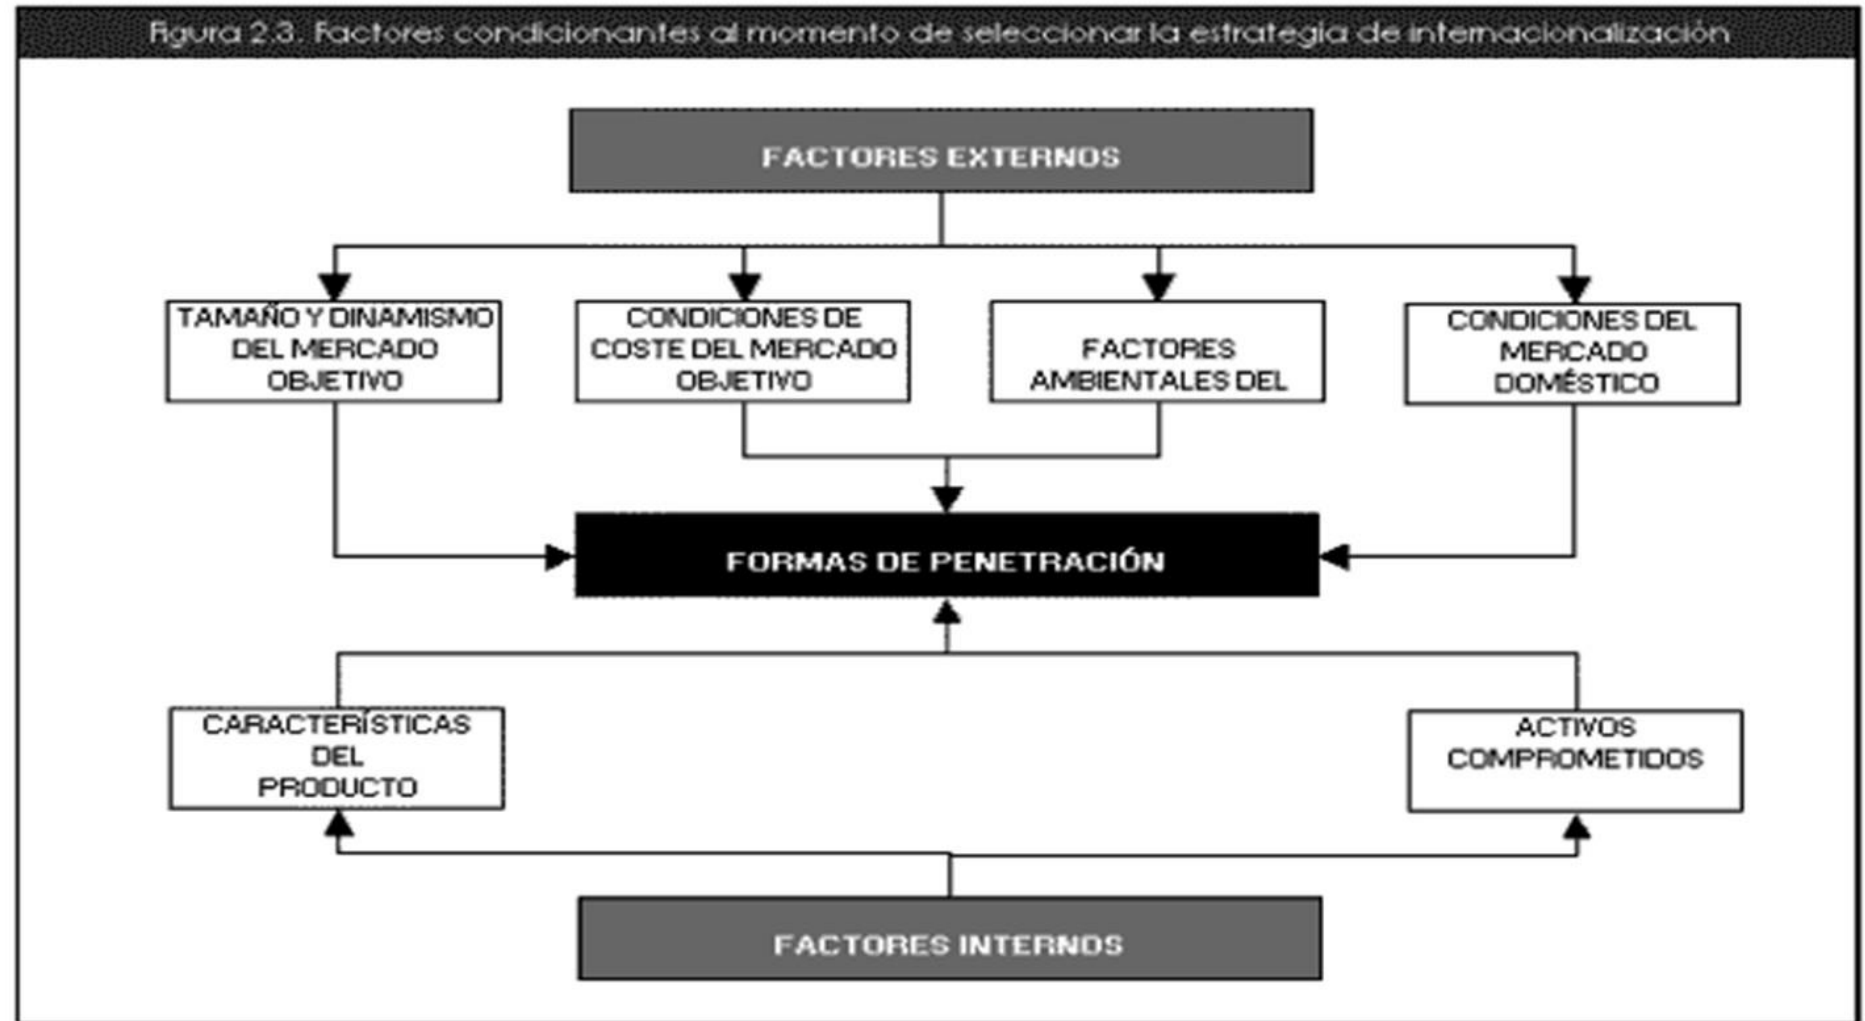 Figura 2.3. Factores condicionantes al momento de seleccionar la estrategia de internacionalización
FACTORES EXTERNOS
TAMAÑO Y DINAMISMO
DEL MERCADO
OBJETIVO
CONDICIONES DE
COSTE DEL MERCADO
OBJETIVO
FACTORES
AMBIENTALES DEL
CONDICIONES DEL
MERCADO
DOMÉSTICO
FORMAS DE PENETRACIÓN
CARACTERÍSTICAS
DEL
PRODUCTO
ACTIVOS
COMPROMETIDOS
FACTORES INTERNOS